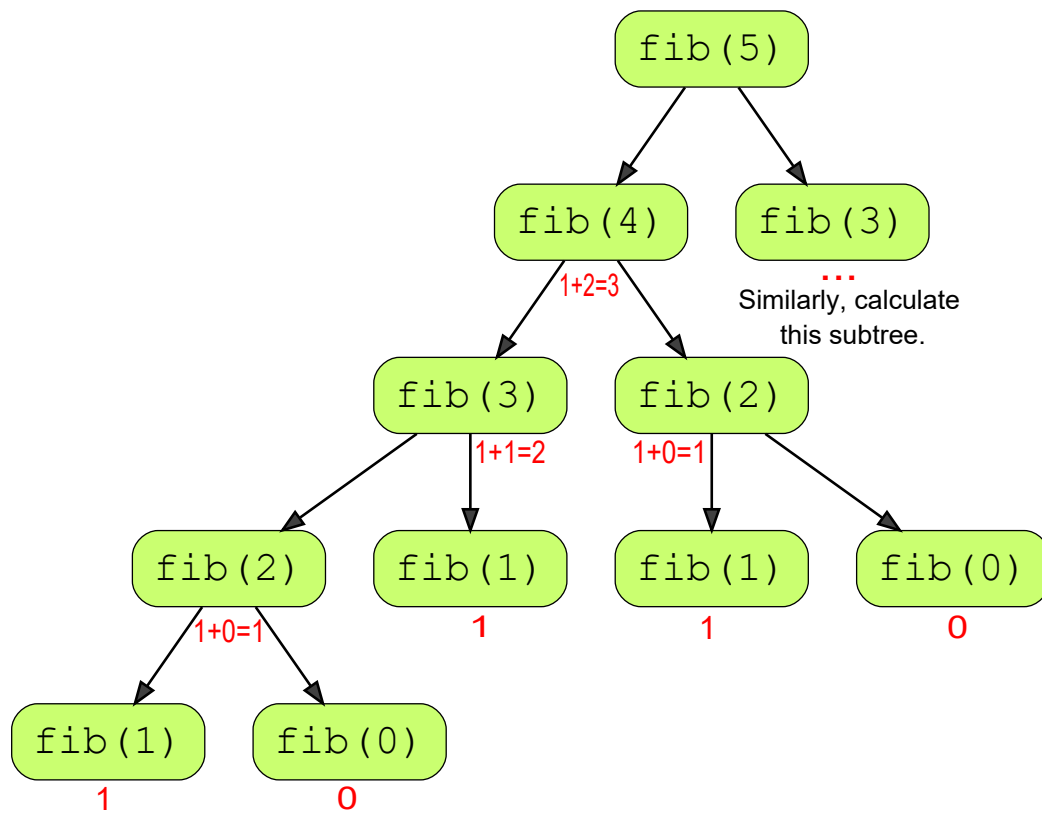 fib(5)
fib(4)
fib(3)
1+2=3
...
Similarly, calculate
this subtree.
fib(3)
fib(2)
1+1=2
1+0=1
fib(2)
fib(1)
fib(1)
fib(0)
1+0=1
1
1
0
fib(1)
fib(0)
1
0